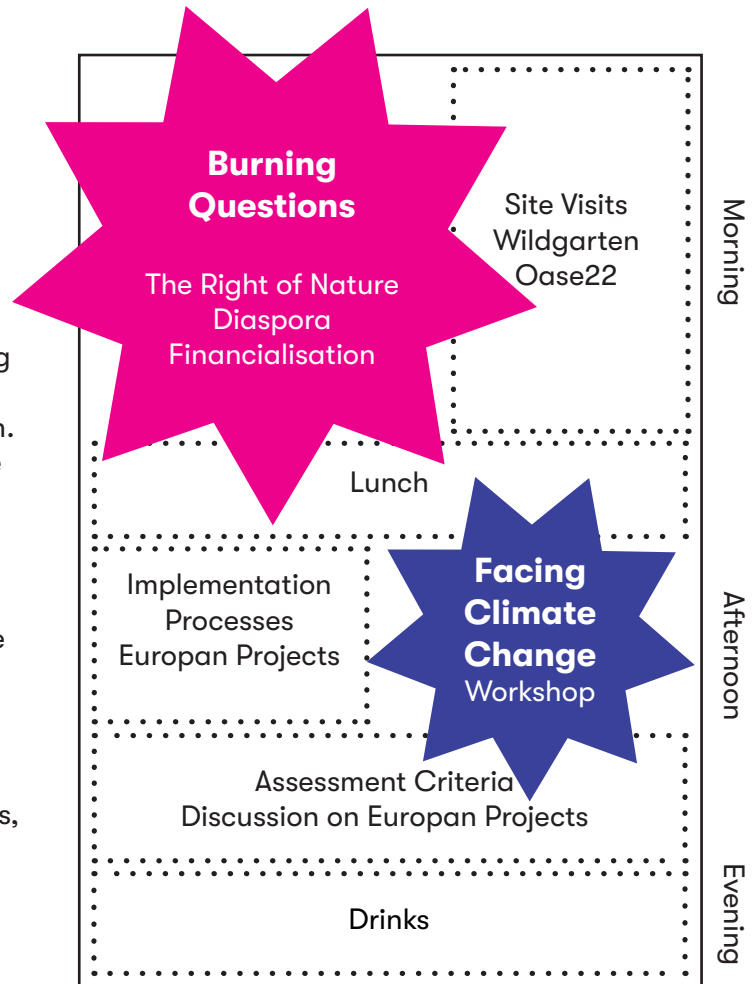 Burning
Questions
The Right of Nature
Diaspora
Financialisation
Site Visits
Wildgarten
Oase22
Morning
Lunch
Implementation
Processes
Europan Projects
Facing
Climate
Change
Workshop
Afternoon
Assessment Criteria
Discussion on Europan Projects
Drinks
Evening